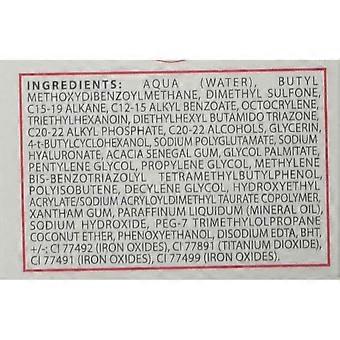 INGREDIENTS: AQUA (WATER), BUTYL
METHOXYDIBENZOYLMETHANE, DIMETHYL SULFONE,
C15-19 ALKANE, C12-15 ALKYL BENZOATE, OCTOCRYLENE,
TRIETHYLHEXANOIN, DIETHYLHEXYL BUTAMIDO TRIAZONE,
C20-22 ALKYL PHOSPHATE, C20-22 ALCOHOLS, GLYCERIN,
4-t-BUTYLCYCLOHEXANOL, SODIUM POLYGLUTAMATE, SODIUM
HYALURONATE, ACACIA SENEGAL GUM, GLYCOL PALMITATE,
PENTYLENE GLYCOL, PROPYLENE GLYCOL, METHYLENE
BIS-BENZOTRIAZOLYL TETRAMETHYLBUTYLPHENOL,
POLYISOBUTENE, DECYLENE GLYCOL, HYDROXYETHYL
ACRYLATE/SODIUM ACRYLOYLDIMETHYL TAURATE COPOLYMER,
XANTHAM GUM, PARAFFINUM LIQUIDUM (MINERAL OIL),
SODIUM HYDROXIDE, PEG-7 TRIMETHYLOLPROPANE
COCONUT ETHER, PHENOXYETHANOL, DISODIUM EDTA, BHT,
+/-: CI 77492 (IRON OXIDES), CI 77891 (TITANIUM DIOXIDE),
CI 77491 (IRON OXIDES), CI 77499 (IRON OXIDES).